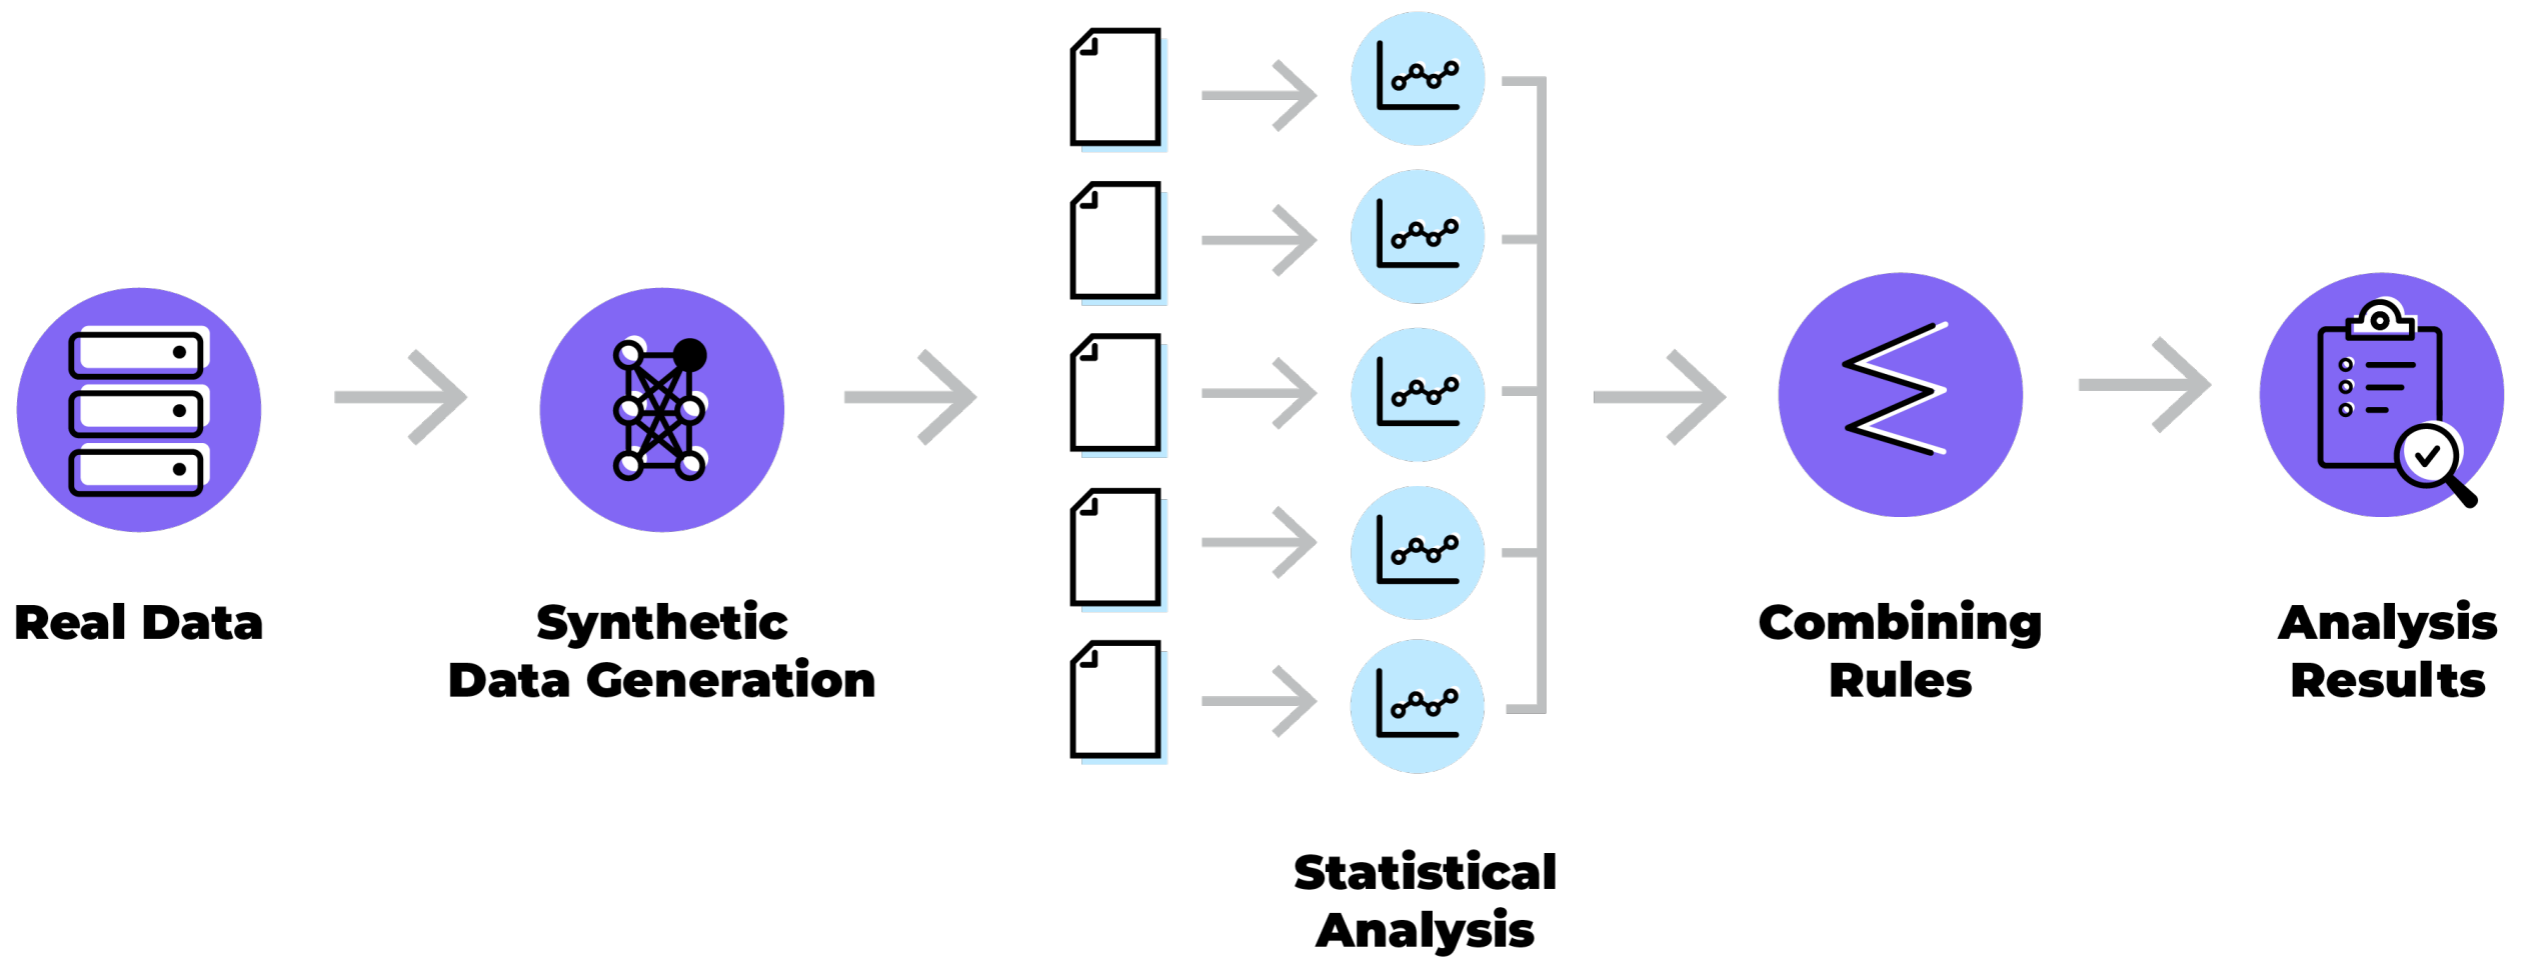 Real Data
Synthetic
Data Generation
Statistical
Analysis
Combining
Rules
Analysis
Results